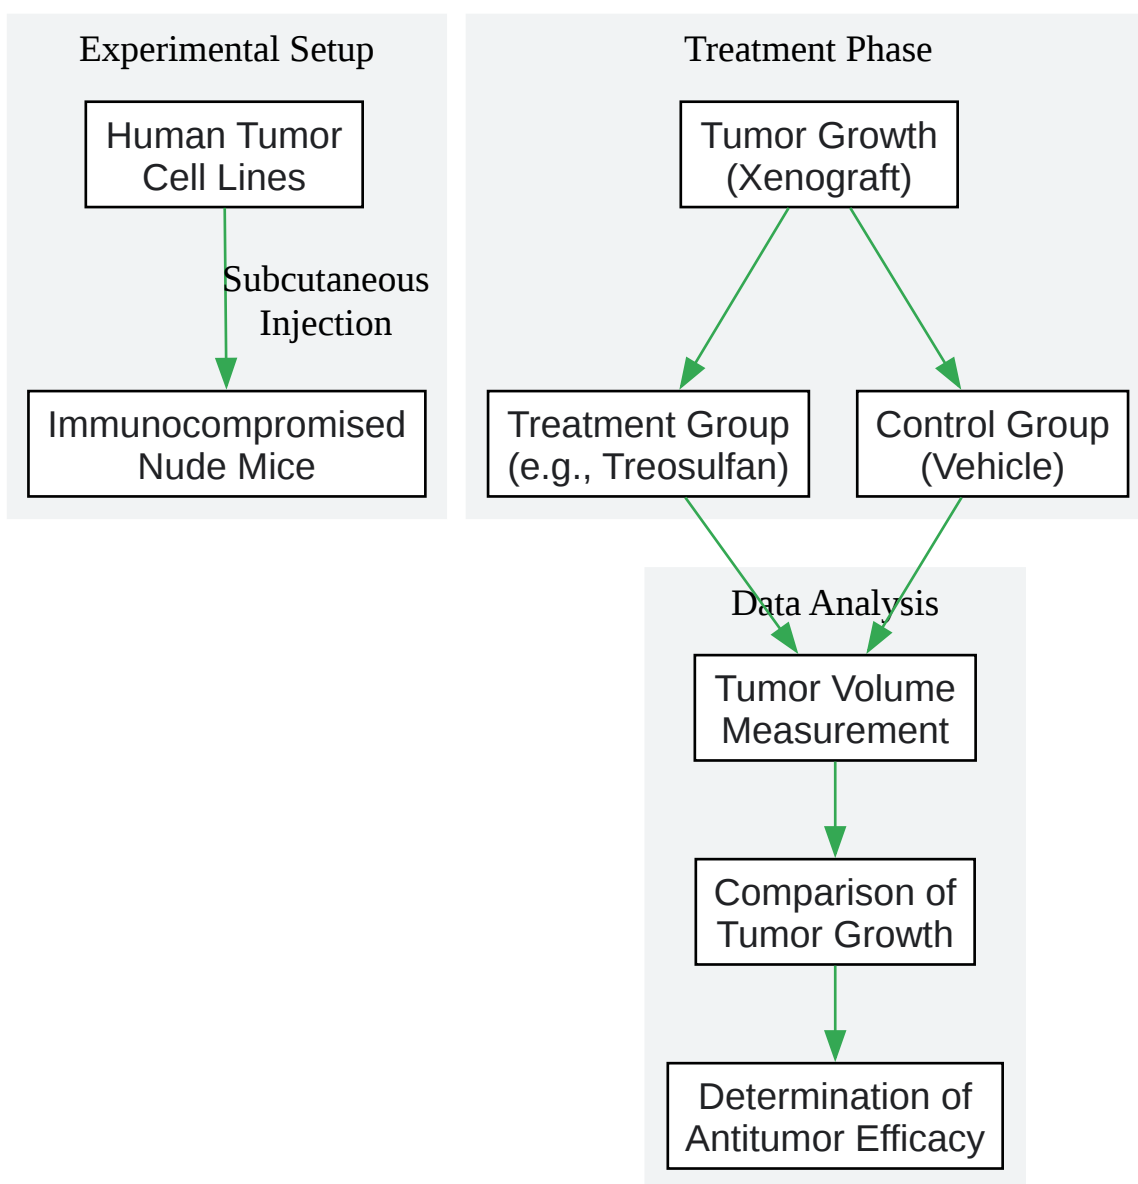 Experimental Setup
Human Tumor
Cell Lines
Subcutaneous
Injection
Immunocompromised
Nude Mice
Treatment Phase
Tumor Growth
(Xenograft)
Treatment Group
(e.g., Treosulfan)
Control Group
(Vehicle)
Data Analysis
Tumor Volume
Measurement
Comparison of
Tumor Growth
Determination of
Antitumor Efficacy